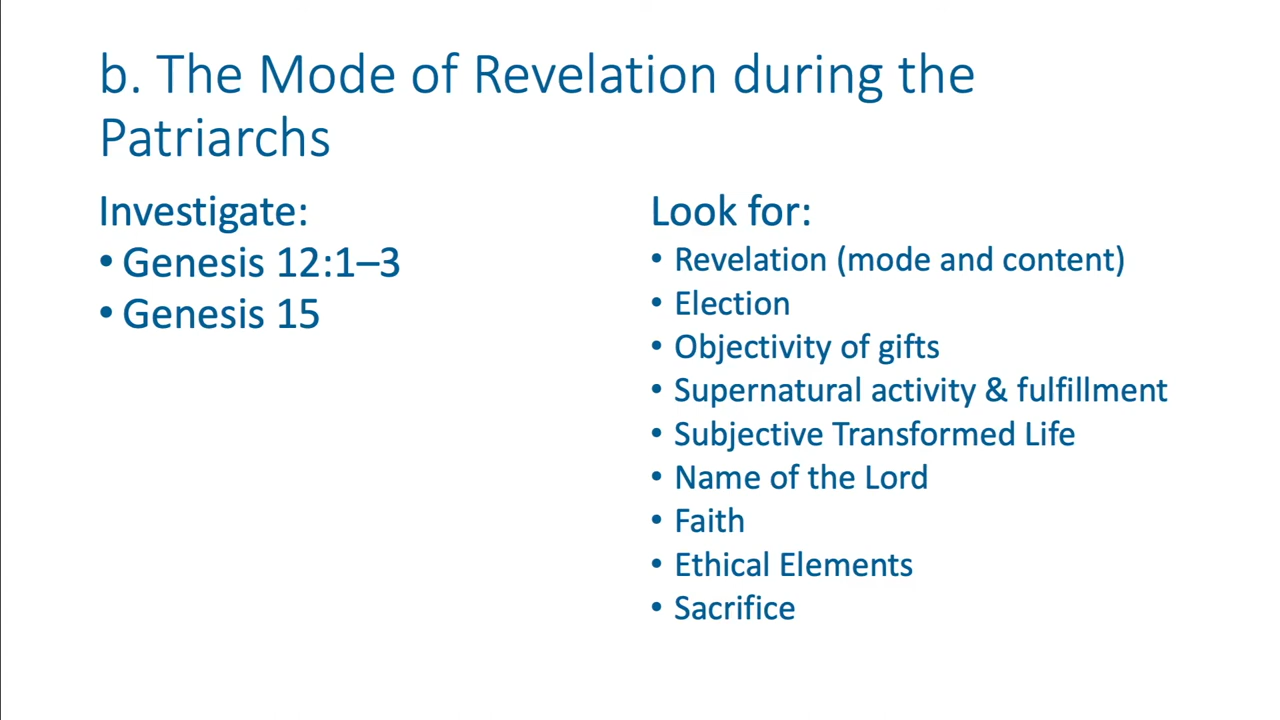 b. The Mode of Revelation during the
Patriarchs
Investigate:
• Genesis 12:1–3
• Genesis 15
Look for:
• Revelation (mode and content)
• Election
• Objectivity of gifts
• Supernatural activity & fulfillment
• Subjective Transformed Life
• Name of the Lord
• Faith
• Ethical Elements
• Sacrifice